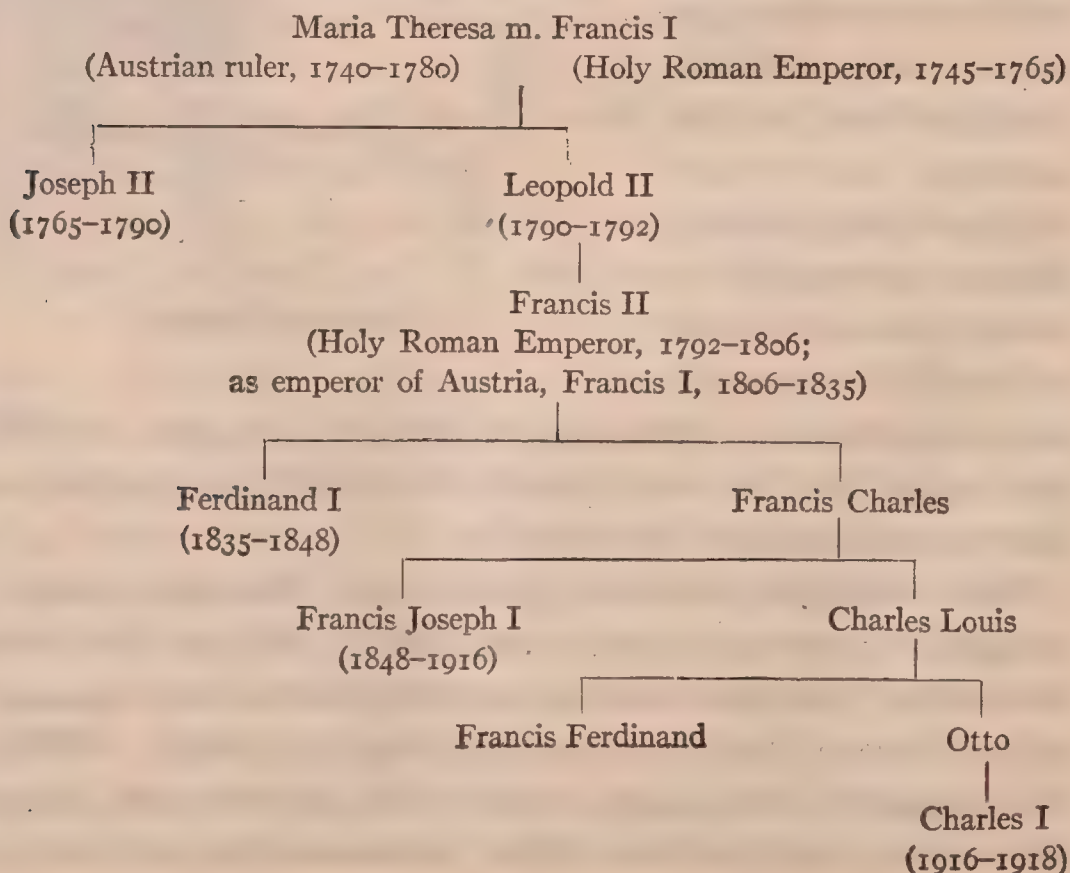 Maria Theresa m. Francis I
(Austrian ruler, 1740–1780) (Holy Roman Emperor, 1745–1765)
Joseph II Leopold II
(1765–1790) (1790–1792)
Francis II
(Holy Roman Emperor, 1792–1806;
as emperor of Austria, Francis I, 1806–1835)
Ferdinand I Francis Charles
(1835–1848)
Francis Joseph I Charles Louis
(1848–1916)
Francis Ferdinand Otto
Charles I
(1916–1918)